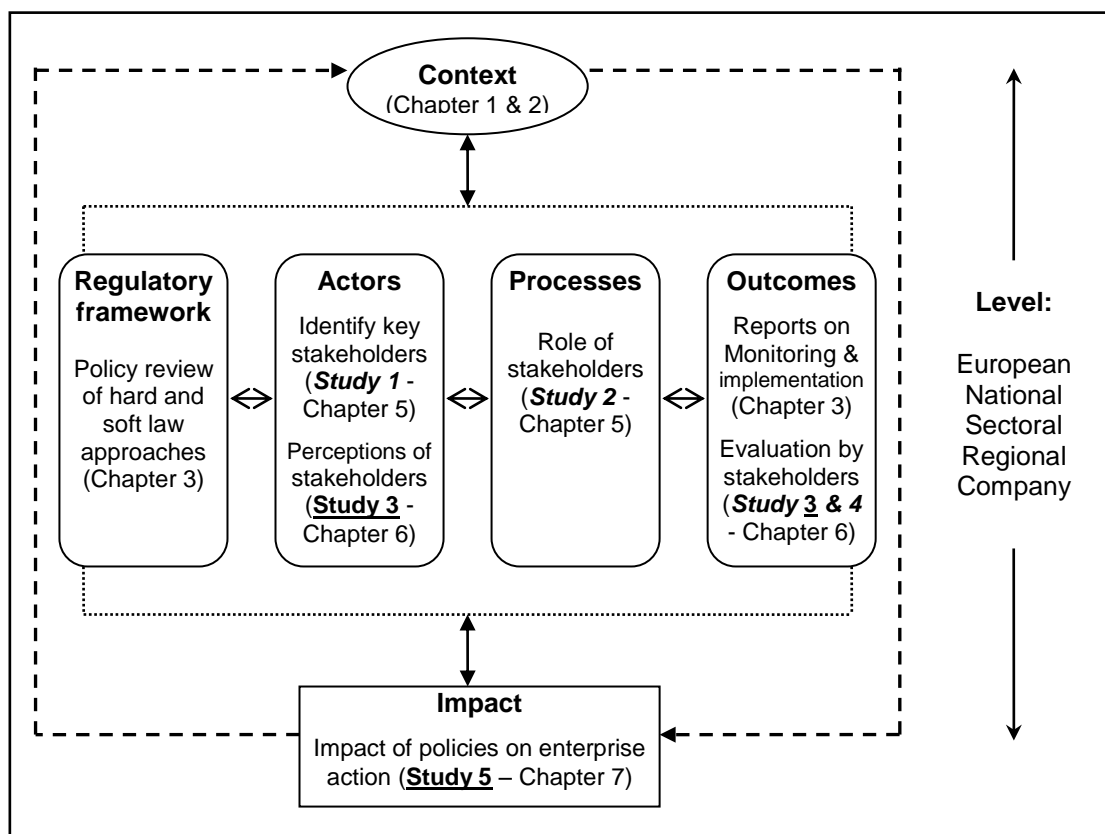 Context
(Chapter 1 & 2)
Regulatory
framework
Policy review
of hard and
soft law
approaches
(Chapter 3)
Actors
Identify key
stakeholders
(Study 1 -
Chapter 5)
Perceptions of
stakeholders
(Study 3 -
Chapter 6)
Processes
Role of
stakeholders
(Study 2 -
Chapter 5)
Outcomes
Reports on
Monitoring &
implementation
(Chapter 3)
Evaluation by
stakeholders
(Study 3 & 4
- Chapter 6)
Level:
European
National
Sectoral
Regional
Company
Impact
Impact of policies on enterprise
action (Study 5 – Chapter 7)